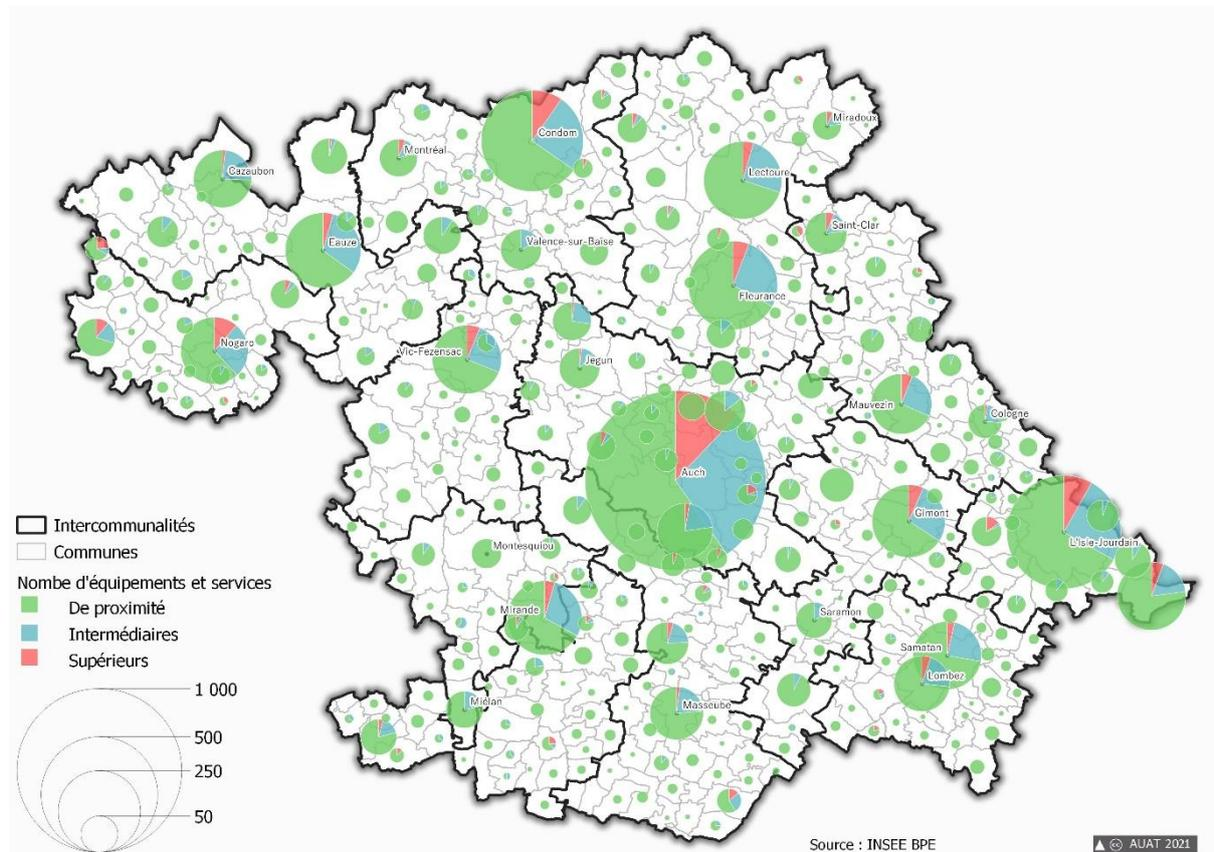 Condom
Miradoux
Montréal
Cazaubon
Lectoure
Saint-Clar
Eauze
Valence-sur-Baïse
Fleurance
Nogaro
Vic-Fezensac
Jegun
Mauvezin
Cologne
Auch
Gimont
L'Isle-Jourdain
Montesquiou
Mirande
Saramon
Samatan
Lombez
Miélan
Masseube
Intercommunalités
Communes
Nombe d'équipements et services
De proximité
Intermédiaires
Supérieurs
1 000
500
250
50
Source : INSEE BPE
AUAT 2021